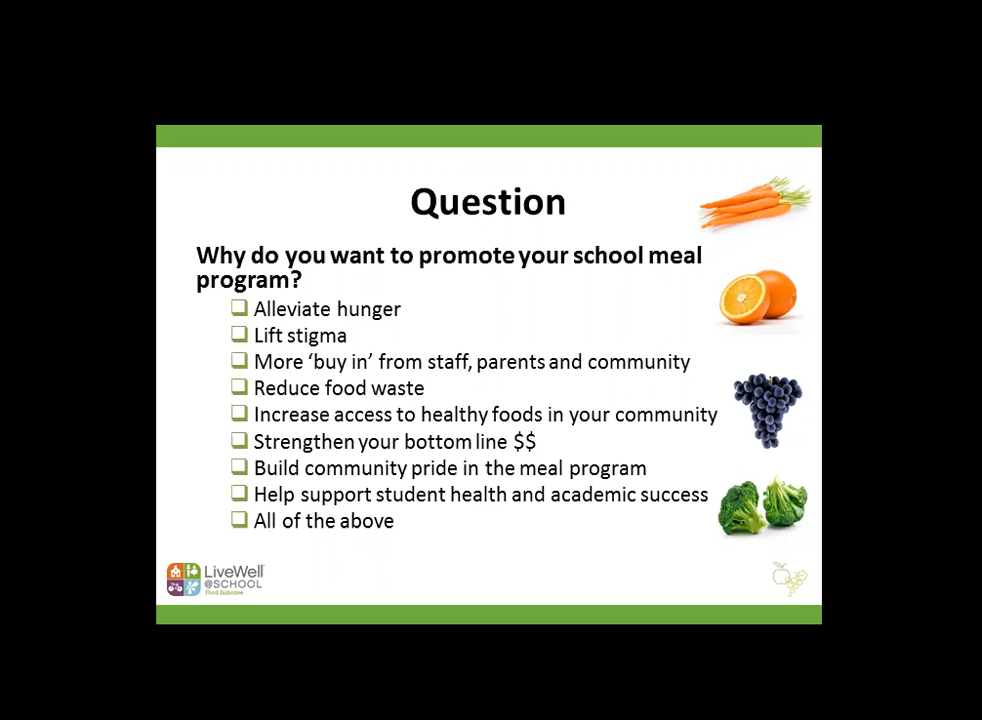 Question
Why do you want to promote your school meal
program?
Alleviate hunger
Lift stigma
More ‘buy in’ from staff, parents and community
Reduce food waste
Increase access to healthy foods in your community
Strengthen your bottom line $$
Build community pride in the meal program
Help support student health and academic success
All of the above
LiveWell
@SCHOOL
Food Initiative